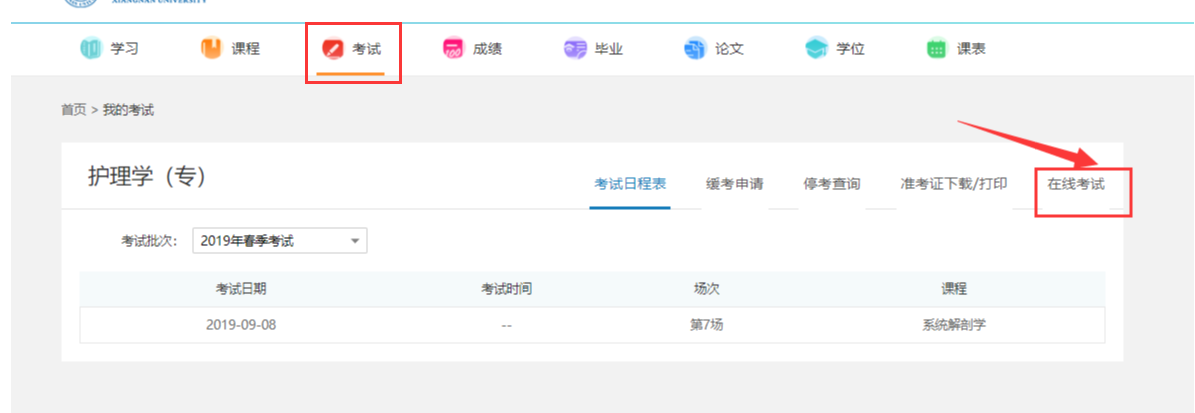 XIANGNAN UNIVERSITY
学习 课程 考试 成绩 毕业 论文 学位 课表
首页 > 我的考试
护理学（专）
考试日程表 缓考申请 停考查询 准考证下载/打印 在线考试
考试批次： 2019年春季考试
考试日期 考试时间 场次 课程
2019-09-08 -- 第7场 系统解剖学